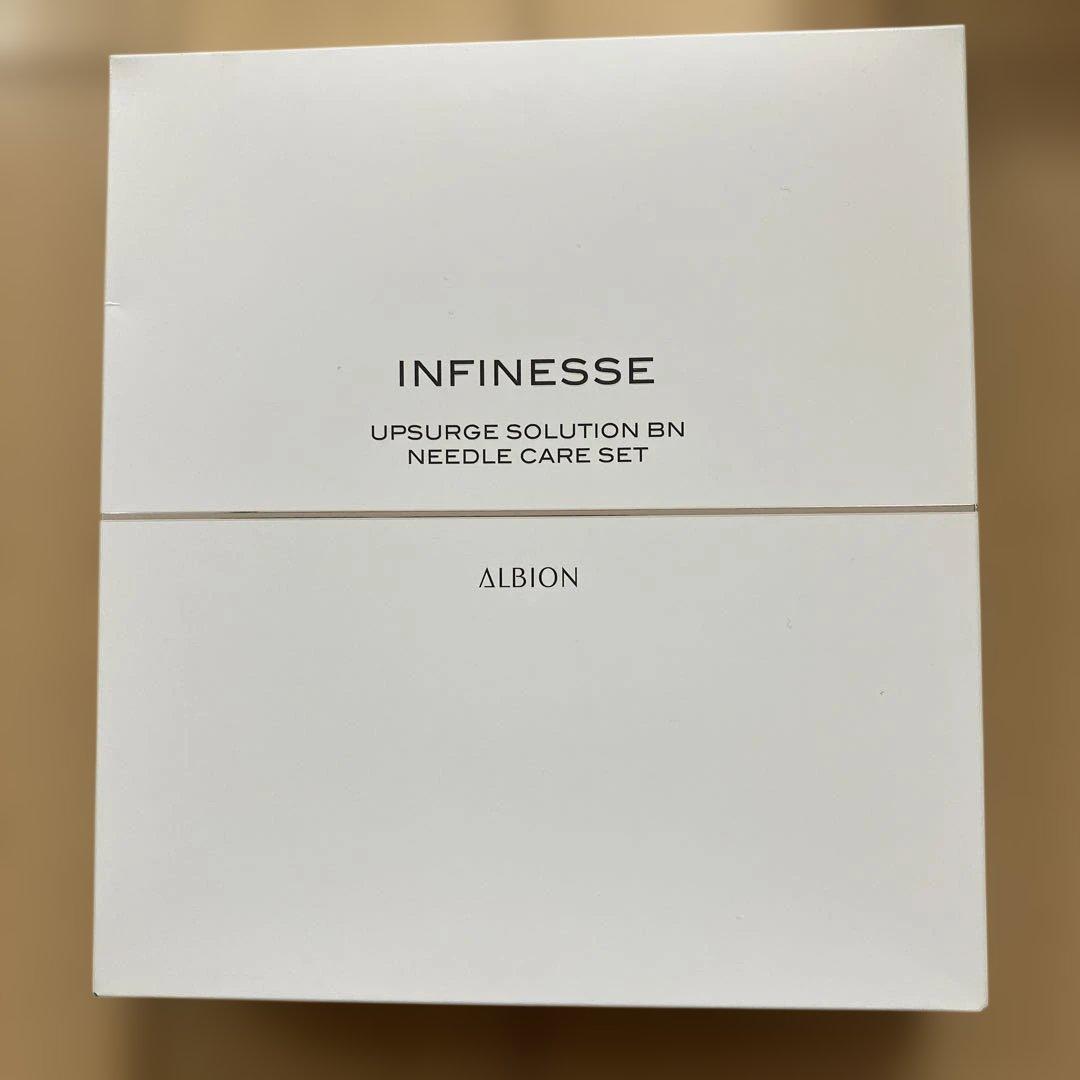 INFINESSE
UPSURGE SOLUTION BN
NEEDLE CARE SET
ALBION